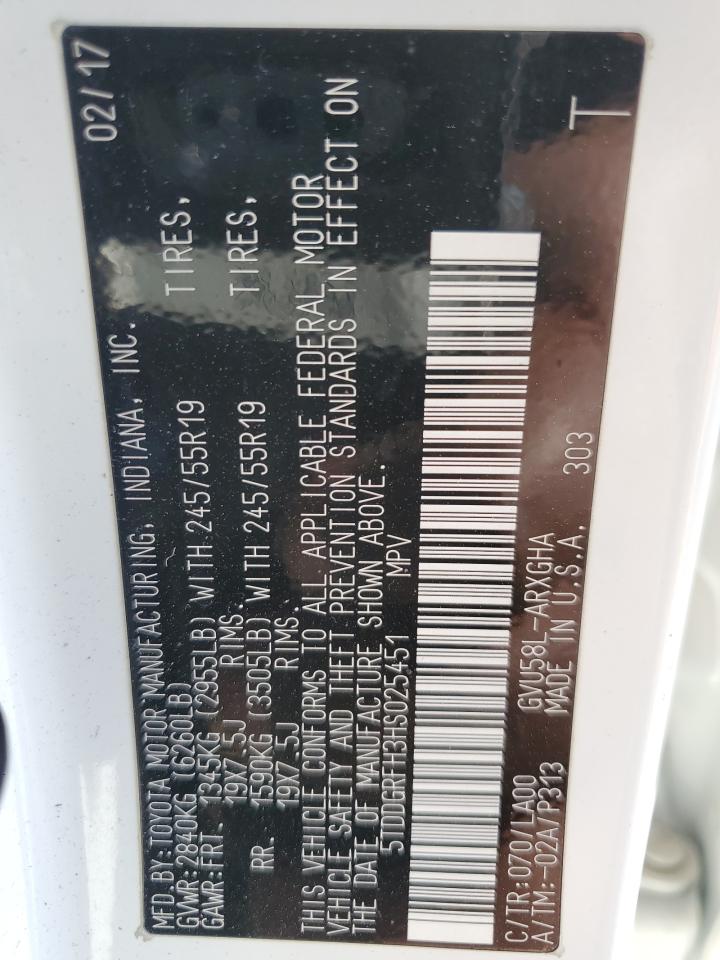 MFD.BY:TOYOTA MOTOR MANUFACTURING, INDIANA, INC. 02/17
GVWR:2840KG (6260LB)
GAWR:FRT. 1345KG (2955LB) WITH 245/55R19 TIRES,
19X7.5J RIMS.
RR. 1590KG (3505LB) WITH 245/55R19 TIRES,
19X7.5J RIMS.
THIS VEHICLE CONFORMS TO ALL APPLICABLE FEDERAL MOTOR
VEHICLE SAFETY AND THEFT PREVENTION STANDARDS IN EFFECT ON
THE DATE OF MANUFACTURE SHOWN ABOVE.
5TDDGRFH3HS025451 MPV
C/TR:070/LA00 GVU58L-ARXGHA
A/TM:-02A/P313 MADE IN U.S.A. 303 T